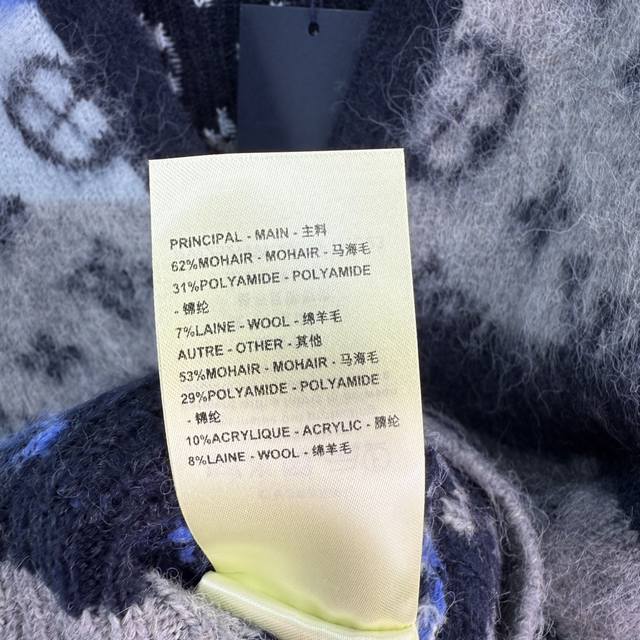 PRINCIPAL - MAIN - 主料
62%MOHAIR - MOHAIR - 马海毛
31%POLYAMIDE - POLYAMIDE
- 锦纶
7%LAINE - WOOL - 绵羊毛
AUTRE - OTHER - 其他
53%MOHAIR - MOHAIR - 马海毛
29%POLYAMIDE - POLYAMIDE
- 锦纶
10%ACRYLIQUE - ACRYLIC - 腈纶
8%LAINE - WOOL - 绵羊毛